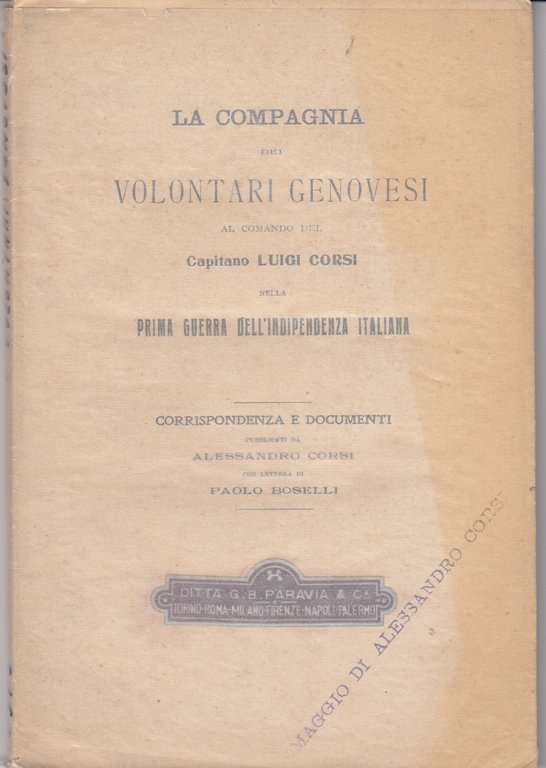 LA COMPAGNIA
DEI
VOLONTARI GENOVESI
AL COMANDO DEL
Capitano LUIGI CORSI
NELLA
PRIMA GUERRA DELL'INDIPENDENZA ITALIANA
CORRISPONDENZA E DOCUMENTI
PUBBLICATI DA
ALESSANDRO CORSI
CON LETTERA DI
PAOLO BOSELLI
DITTA G. B. PARAVIA & C.ª
TORINO-ROMA-MILANO-FIRENZE-NAPOLI-PALERMO
MAGGIO DI ALESSANDRO CORSI